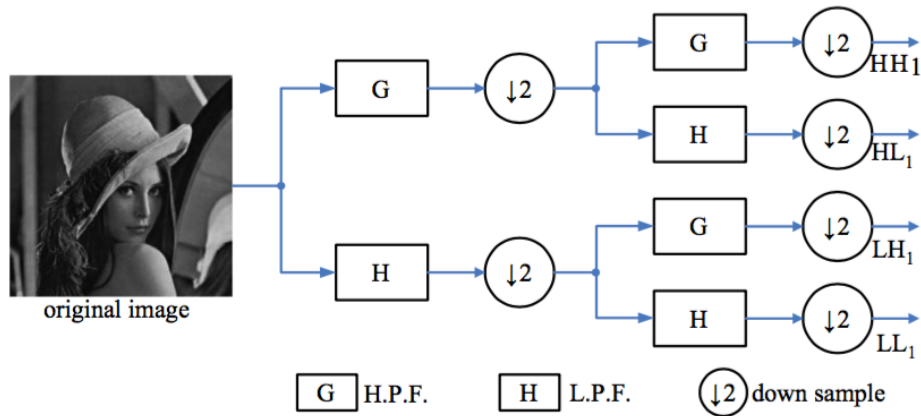 G
↓2
G
↓2
HH1
H
↓2
HL1
H
↓2
G
↓2
LH1
H
↓2
LL1
original image
G H.P.F. H L.P.F. ↓2 down sample